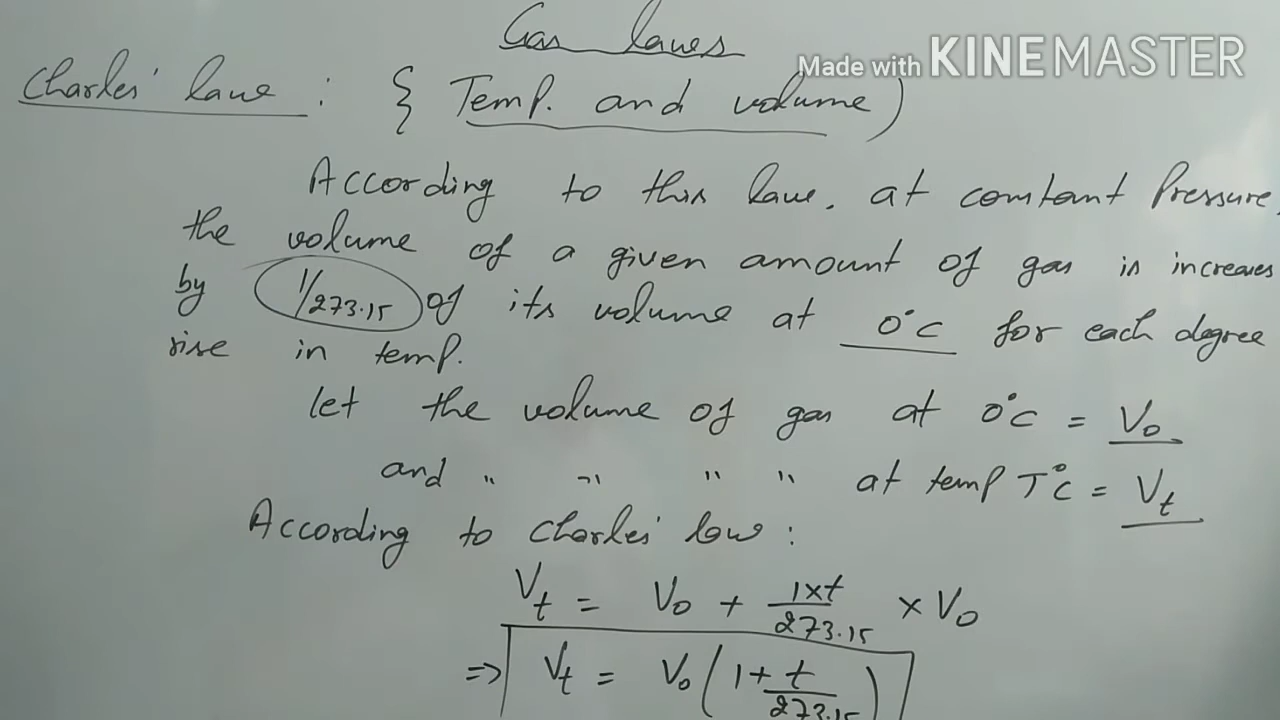 Gas laws
Made with KINEMASTER
Charles' law : { Temp. and volume )
According to this law, at constant Pressure,
the volume of a given amount of gas is increases
by 1/273.15 of its volume at 0°C for each degree
rise in temp.
let the volume of gas at 0°C = V₀
and " " " " at temp T°C = Vₜ
According to Charles' law :
Vₜ = V₀ + 1×t/273.15 × V₀
=> Vₜ = V₀ (1 + t/273.15)